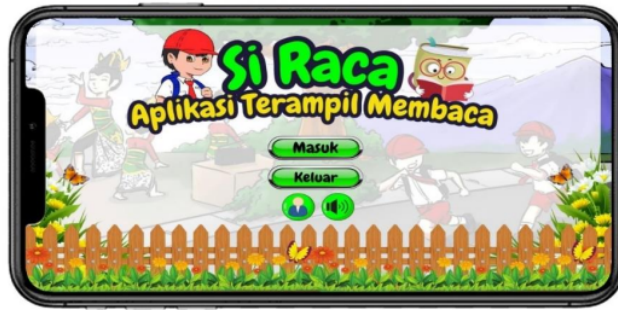 Si Raca
Aplikasi Terampil Membaca
Masuk
Keluar